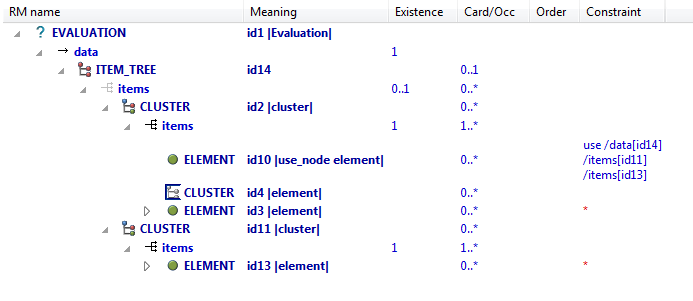 RM name Meaning Existence Card/Occ Order Constraint
? EVALUATION id1 |Evaluation|
data 1
ITEM_TREE id14 0..1
items 0..1 0..*
CLUSTER id2 |cluster| 0..*
items 1 1..*
ELEMENT id10 |use_node element| 0..* use /data[id14]
/items[id11]
/items[id13]
CLUSTER id4 |element| 0..*
ELEMENT id3 |element| 0..* *
CLUSTER id11 |cluster| 0..*
items 1 1..*
ELEMENT id13 |element| 0..* *